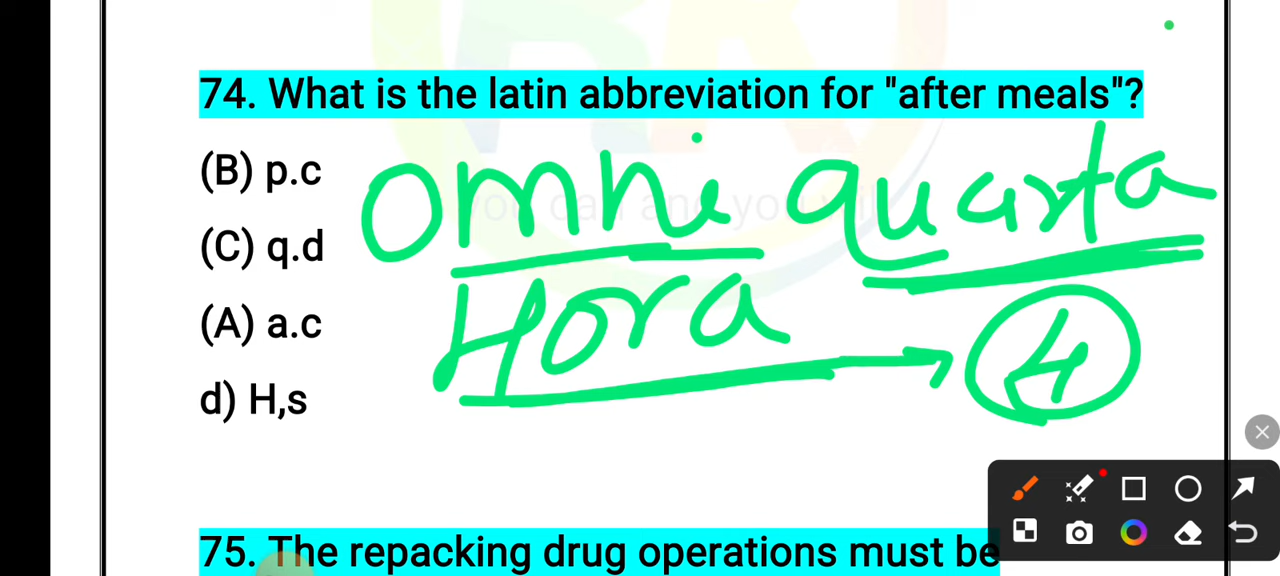 74. What is the latin abbreviation for "after meals"?
(B) p.c
omni quarta
(C) q.d
Hora → 4
(A) a.c
d) H,s
75. The repacking drug operations must be